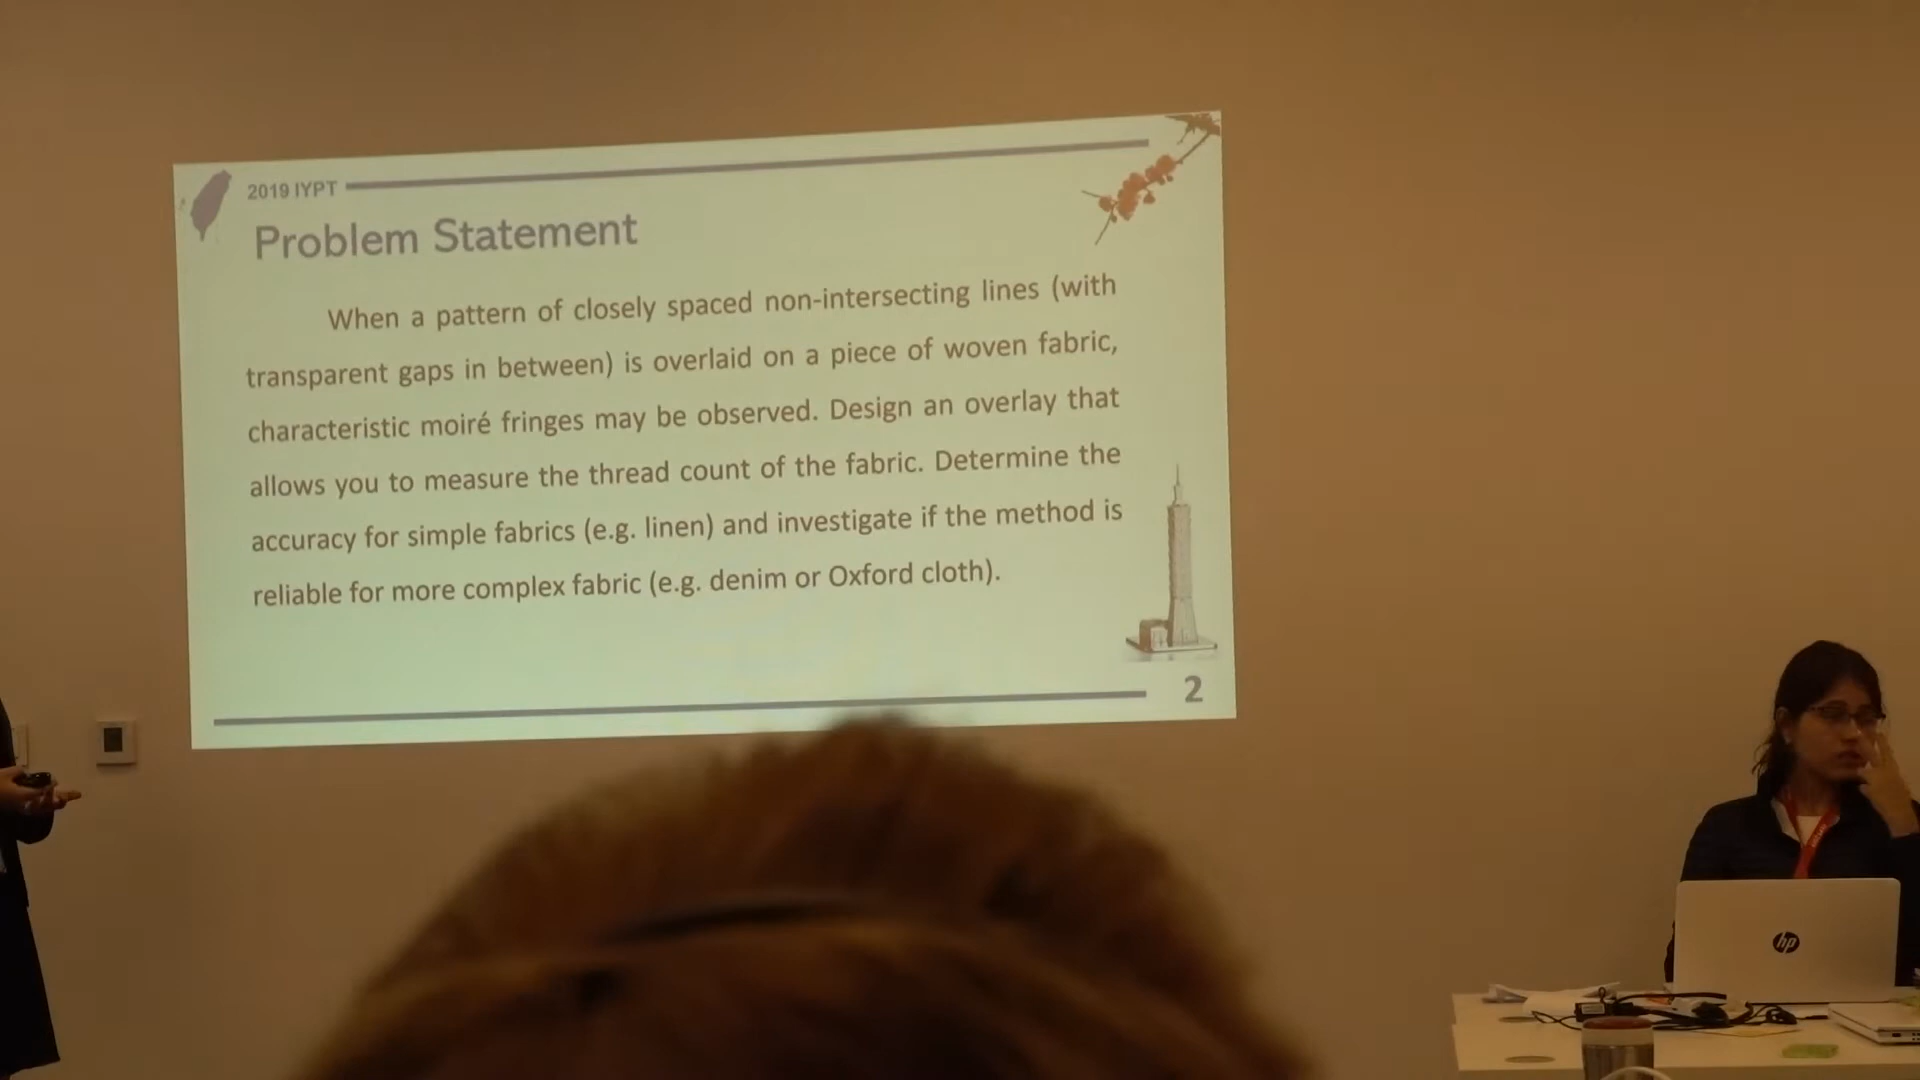 2019 IYPT
Problem Statement
When a pattern of closely spaced non-intersecting lines (with
transparent gaps in between) is overlaid on a piece of woven fabric,
characteristic moiré fringes may be observed. Design an overlay that
allows you to measure the thread count of the fabric. Determine the
accuracy for simple fabrics (e.g. linen) and investigate if the method is
reliable for more complex fabric (e.g. denim or Oxford cloth).
2
hp